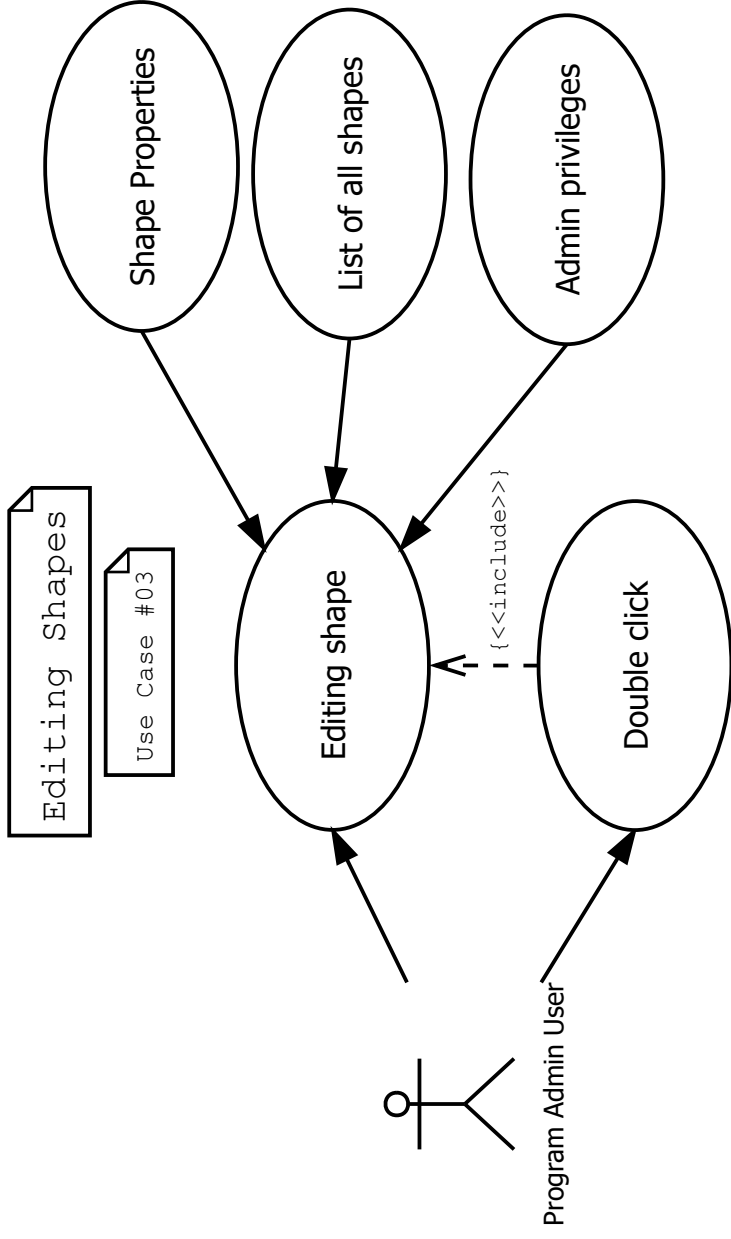 Editing Shapes
Use Case #03
Shape Properties
Editing shape
List of all shapes
{<<include>>}
Admin privileges
Program Admin User
Double click